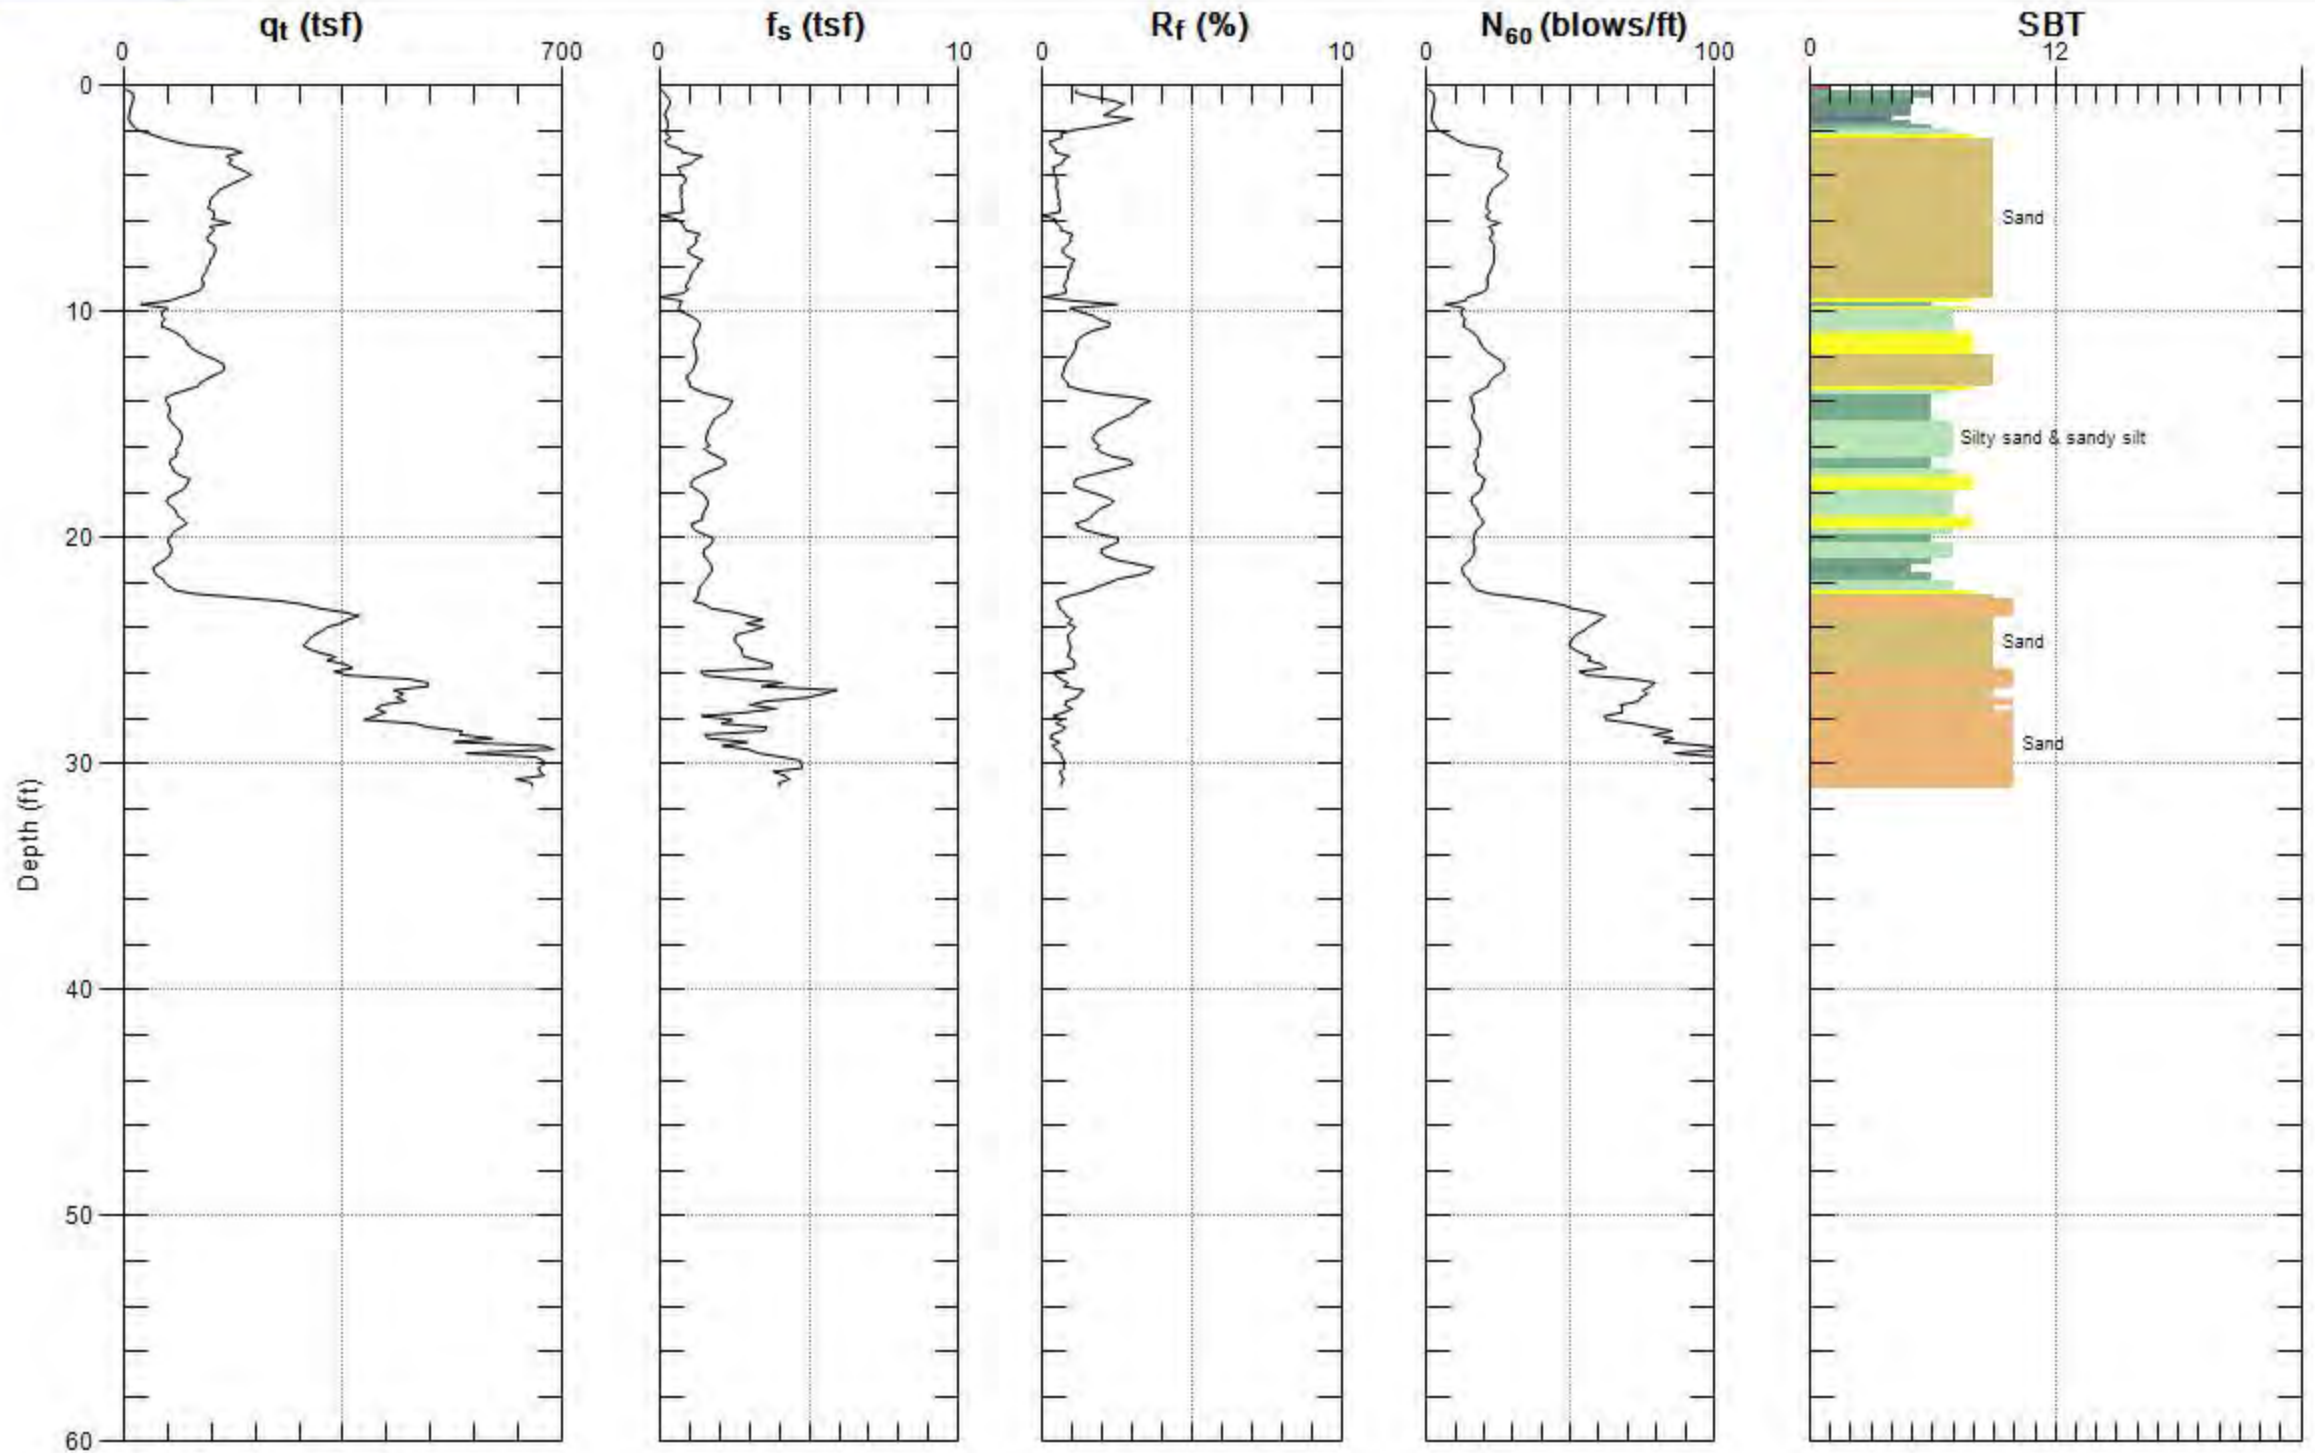 qt (tsf) fs (tsf) Rf (%) N60 (blows/ft) SBT
0 700 0 10 0 10 0 100 0 12
0
Sand
10
Silty sand & sandy silt
20
Sand
Sand
30
Depth (ft)
40
50
60